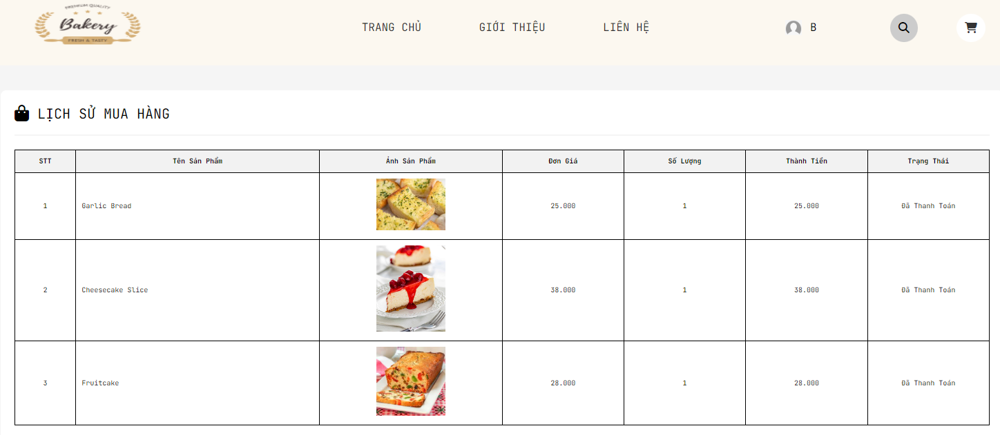 PREMIUM QUALITY
Bakery
FRESH & TASTY
TRANG CHỦ GIỚI THIỆU LIÊN HỆ B
LỊCH SỬ MUA HÀNG
STT Tên Sản Phẩm Ảnh Sản Phẩm Đơn Giá Số Lượng Thành Tiền Trạng Thái
1 Garlic Bread 25.000 1 25.000 Đã Thanh Toán
2 Cheesecake Slice 38.000 1 38.000 Đã Thanh Toán
3 Fruitcake 28.000 1 28.000 Đã Thanh Toán